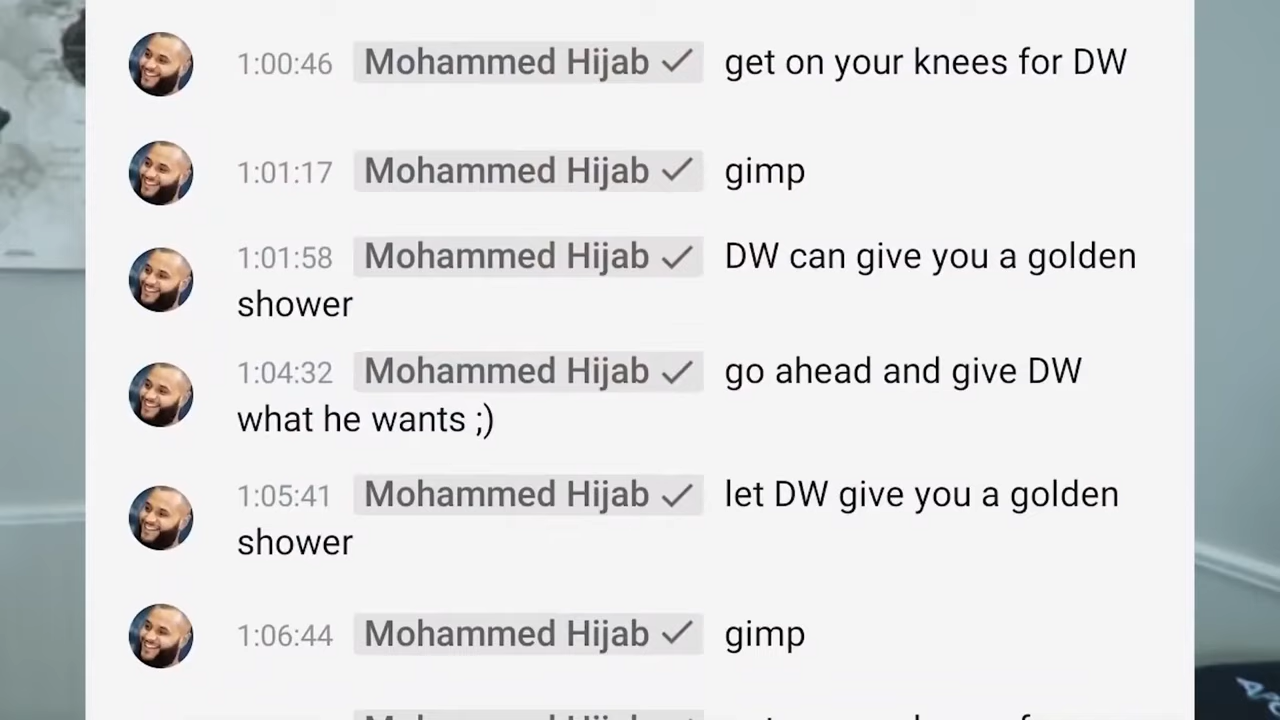 1:00:46 Mohammed Hijab ✓ get on your knees for DW
1:01:17 Mohammed Hijab ✓ gimp
1:01:58 Mohammed Hijab ✓ DW can give you a golden
shower
1:04:32 Mohammed Hijab ✓ go ahead and give DW
what he wants ;)
1:05:41 Mohammed Hijab ✓ let DW give you a golden
shower
1:06:44 Mohammed Hijab ✓ gimp